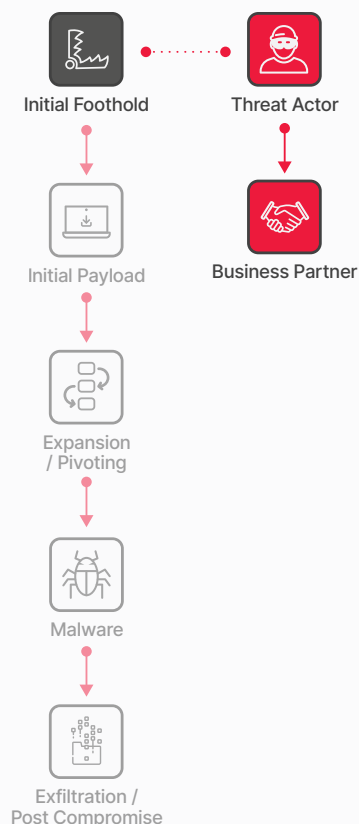 Initial Foothold
Threat Actor
Initial Payload
Business Partner
Expansion
/ Pivoting
Malware
Exfiltration /
Post Compromise